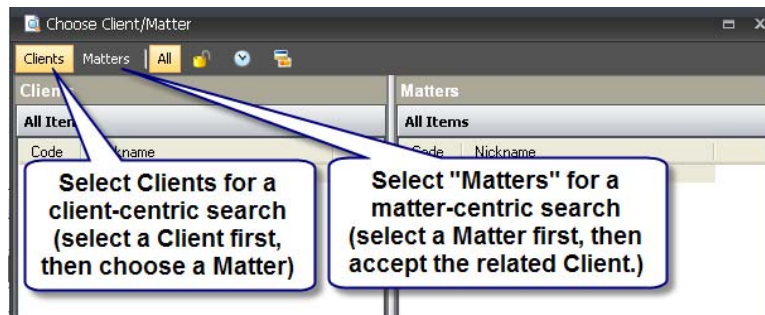 Choose Client/Matter
Clients Matters All
Clients Matters
All Items All Items
Code Nickname Code Nickname
Select Clients for a
client-centric search
(select a Client first,
then choose a Matter)
Select "Matters" for a
matter-centric search
(select a Matter first, then
accept the related Client.)